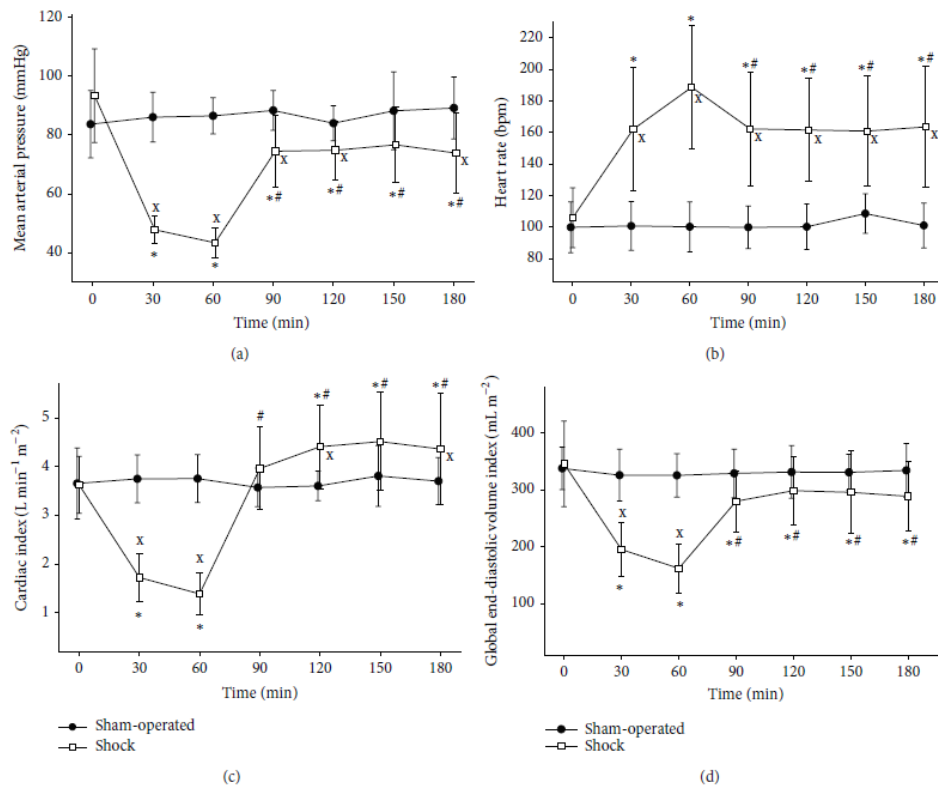 (a)
Mean arterial pressure (mmHg)
120
100
80
60
40
x
x
x
x
x
*
*
*#
*#
*#
*#
0 30 60 90 120 150 180
Time (min)
(b)
Heart rate (bpm)
220
200
180
160
140
120
100
80
*
*
*#
*#
*#
*#
x
x
x
x
x
x
0 30 60 90 120 150 180
Time (min)
(c)
Cardiac index (L min⁻¹ m⁻²)
5
4
3
2
1
#
*#
*#
*#
x
x
x
x
*
*
0 30 60 90 120 150 180
Time (min)
Sham-operated
Shock
(d)
Global end-diastolic volume index (mL m⁻²)
400
300
200
100
x
x
*
*
*#
*#
*#
*#
0 30 60 90 120 150 180
Time (min)
Sham-operated
Shock